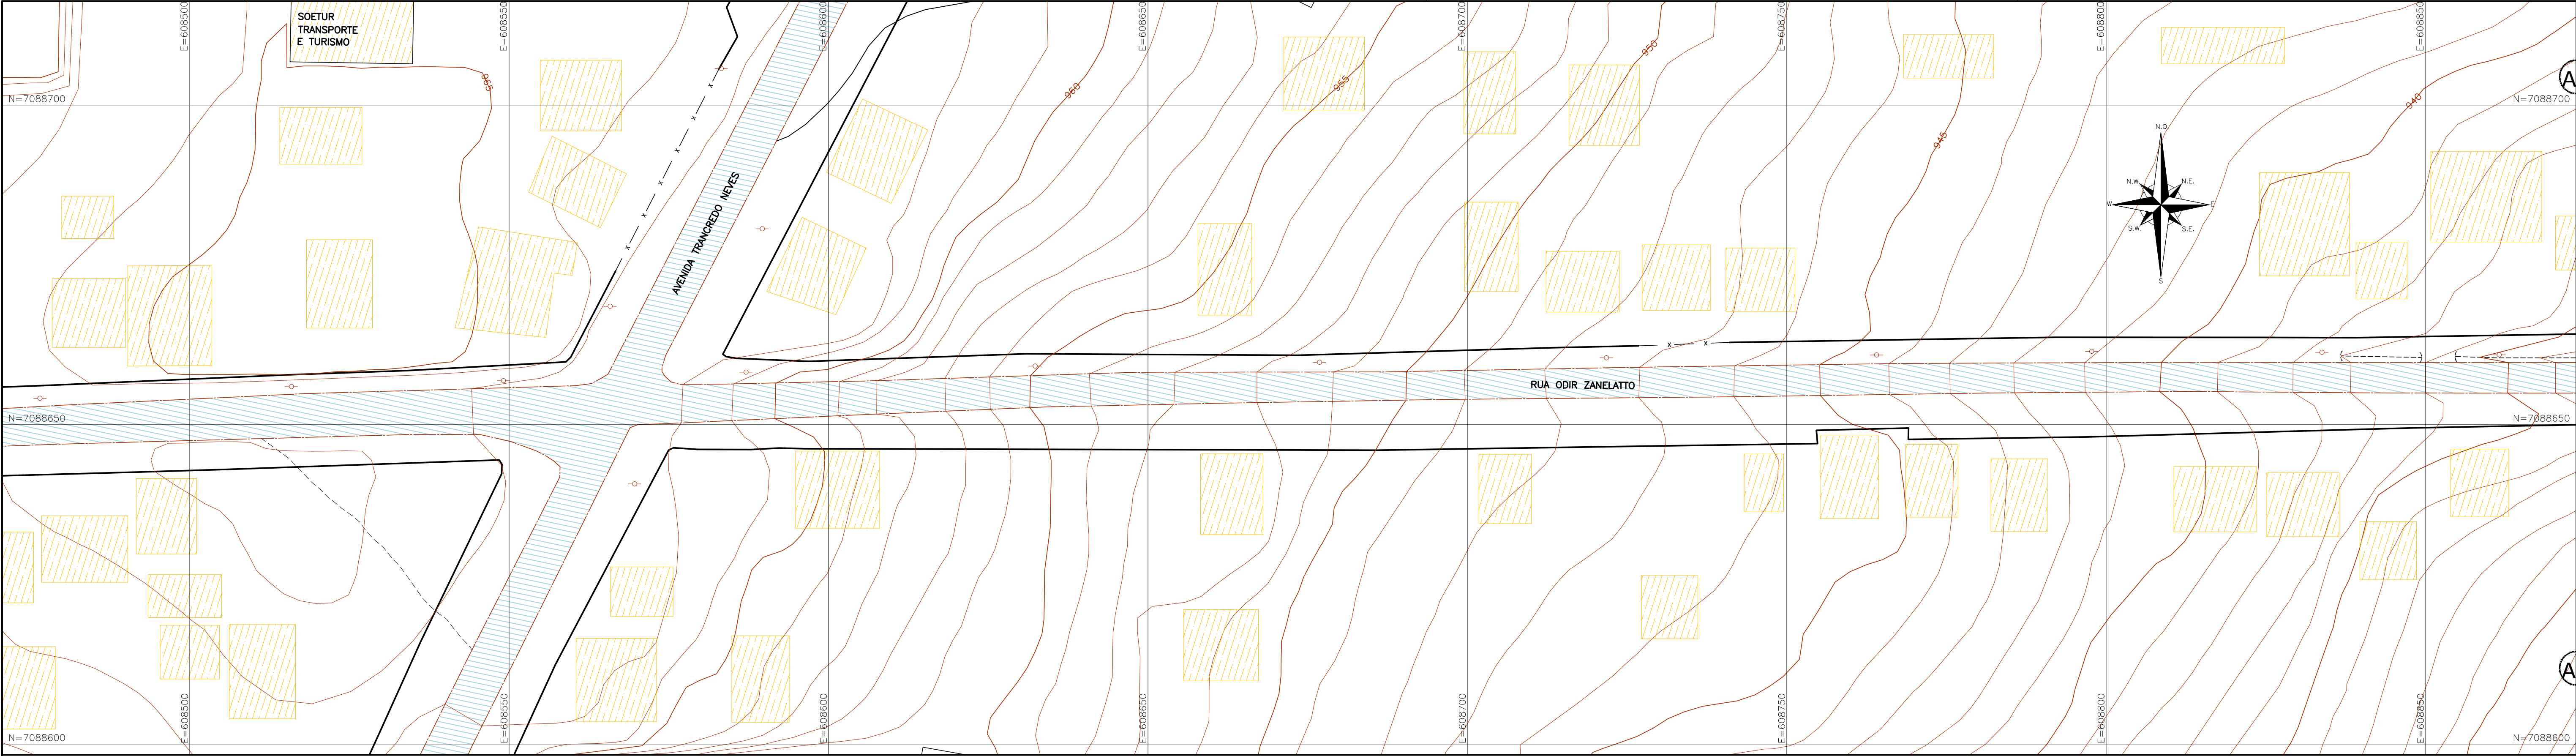 SOETUR
TRANSPORTE
E TURISMO
E=608500
E=608550
E=608600
E=608650
E=608700
E=608750
E=608800
E=608850
965
960
955
950
945
940
A
N=7088700
N=7088700
N.O.
N.W.
N.E.
W
E
S.W.
S.E.
S
AVENIDA TRANCREDO NEVES
x
x
x
x
x
x
x
x
RUA ODIR ZANELATTO
N=7088650
N=7088650
A
E=608500
E=608550
E=608600
E=608650
E=608700
E=608750
E=608800
E=608850
N=7088600
N=7088600